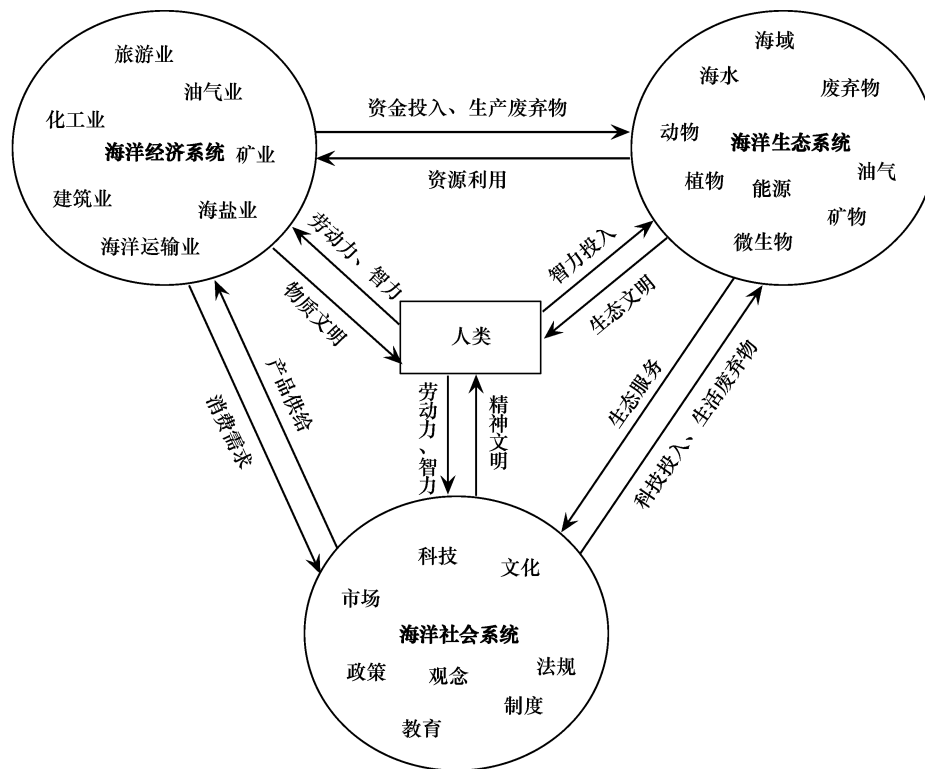 旅游业
油气业
化工业
海洋经济系统
矿业
建筑业
海盐业
海洋运输业
资金投入、生产废弃物
资源利用
海域
海水
废弃物
动物
海洋生态系统
植物
能源
油气
矿物
微生物
劳动力、智力
物质文明
智力投入
生态文明
人类
产品供给
消费需求
劳动力、智力
精神文明
生态服务
科技投入、生活废弃物
科技
文化
市场
海洋社会系统
政策
观念
法规
制度
教育